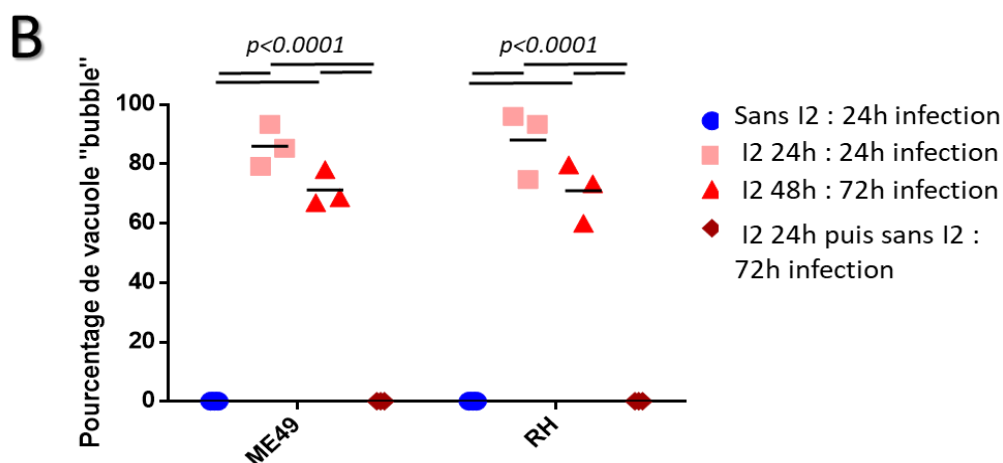 B
p<0.0001
p<0.0001
Pourcentage de vacuole "bubble"
100
80
60
40
20
0
ME49
RH
Sans I2 : 24h infection
I2 24h : 24h infection
I2 48h : 72h infection
I2 24h puis sans I2 :
72h infection